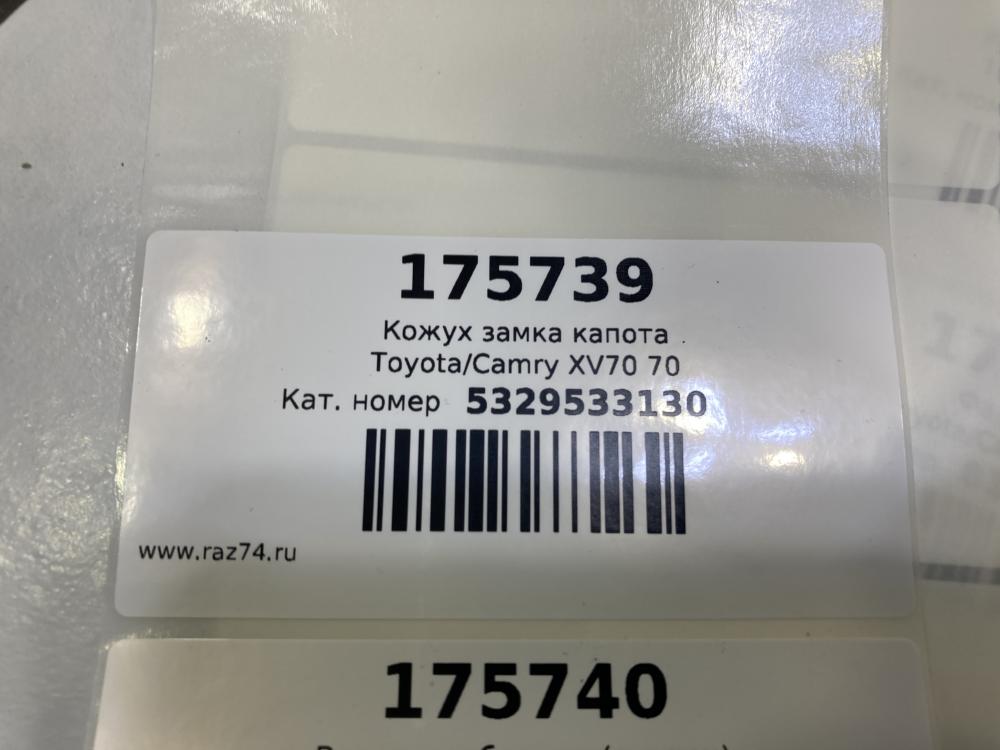 175739
Кожух замка капота .
Toyota/Camry XV70 70
Кат. номер 5329533130
www.raz74.ru
175740